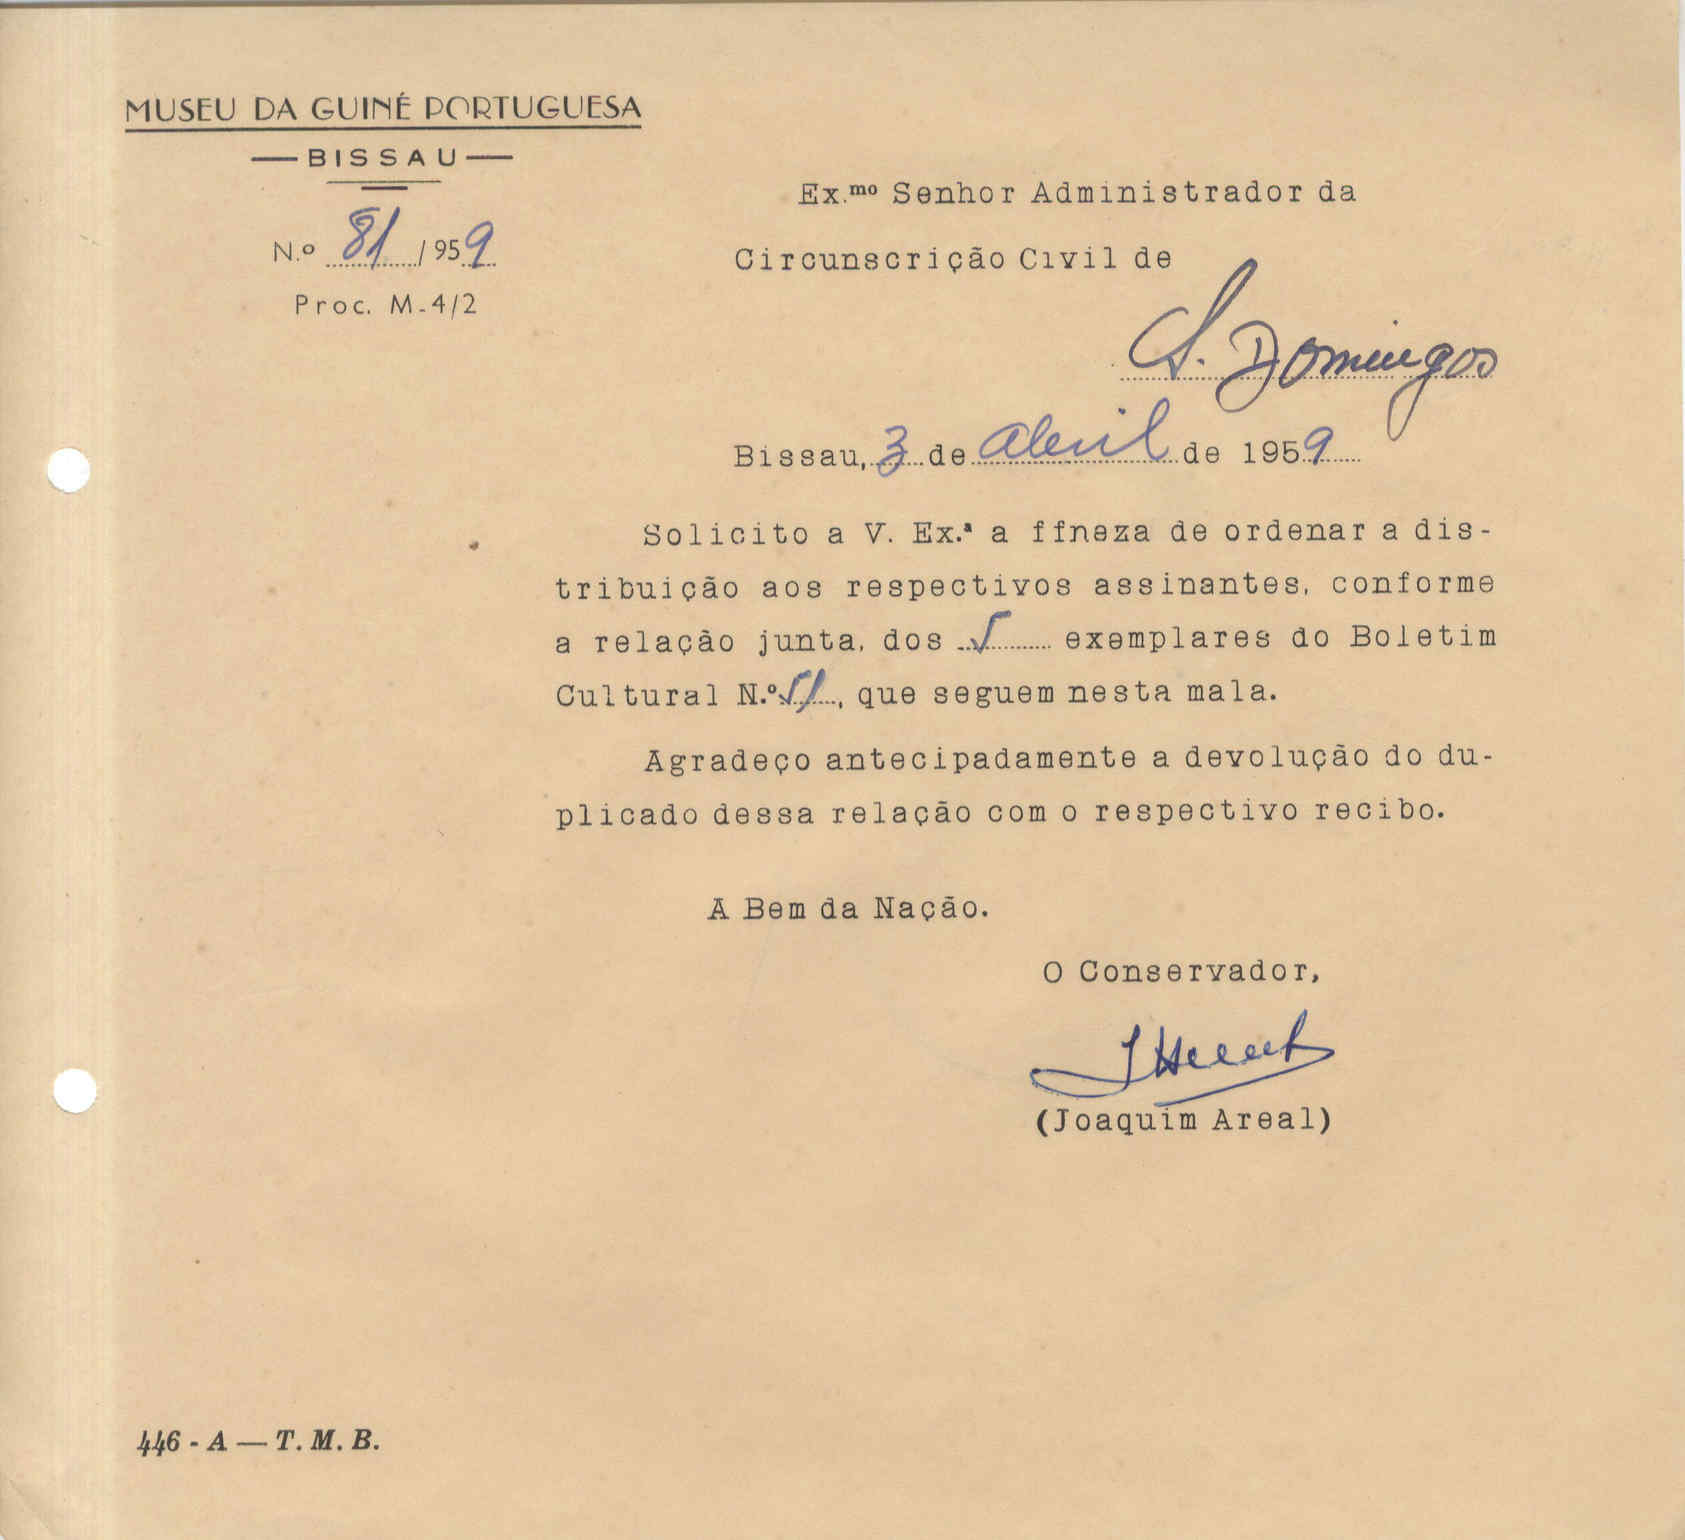 MUSEU DA GUINÉ PORTUGUESA
— BISSAU —
N.º 81 /959
Proc. M-4/2
Ex.mo Senhor Administrador da
Circunscrição Civil de
S. Domingos
Bissau, 3 de Abril de 1959
Solicito a V. Ex.ª a ffneza de ordenar a dis-
tribuição aos respectivos assinantes, conforme
a relação junta, dos 5 exemplares do Boletim
Cultural N.º 51, que seguem nesta mala.
Agradeço antecipadamente a devolução do du-
plicado dessa relação com o respectivo recibo.
A Bem da Nação.
O Conservador,
(Joaquim Areal)
446 - A — T. M. B.